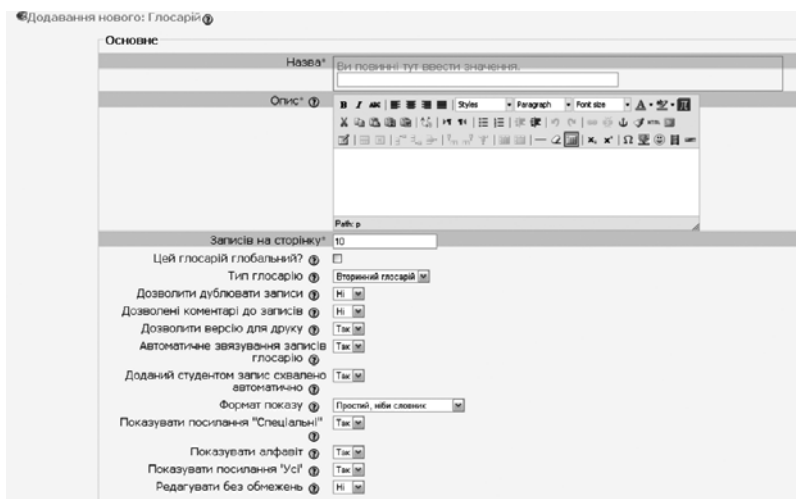 Додавання нового: Глосарій
Основне
Назва*
Ви повинні тут ввести значення.
Опис*
B I ABC Styles Paragraph Font size
HTML
Path: p
Записів на сторінку* 10
Цей глосарій глобальний?
Тип глосарію Вторинний глосарій
Дозволити дублювати записи Ні
Дозволені коментарі до записів Ні
Дозволити версію для друку Так
Автоматичне звязування записів Так
глосарію
Доданий студентом запис схвалено Так
автоматично
Формат показу Простий, ніби словник
Показувати посилання "Спеціальні" Так
Показувати алфавіт Так
Показувати посилання 'Усі' Так
Редагувати без обмежень Ні